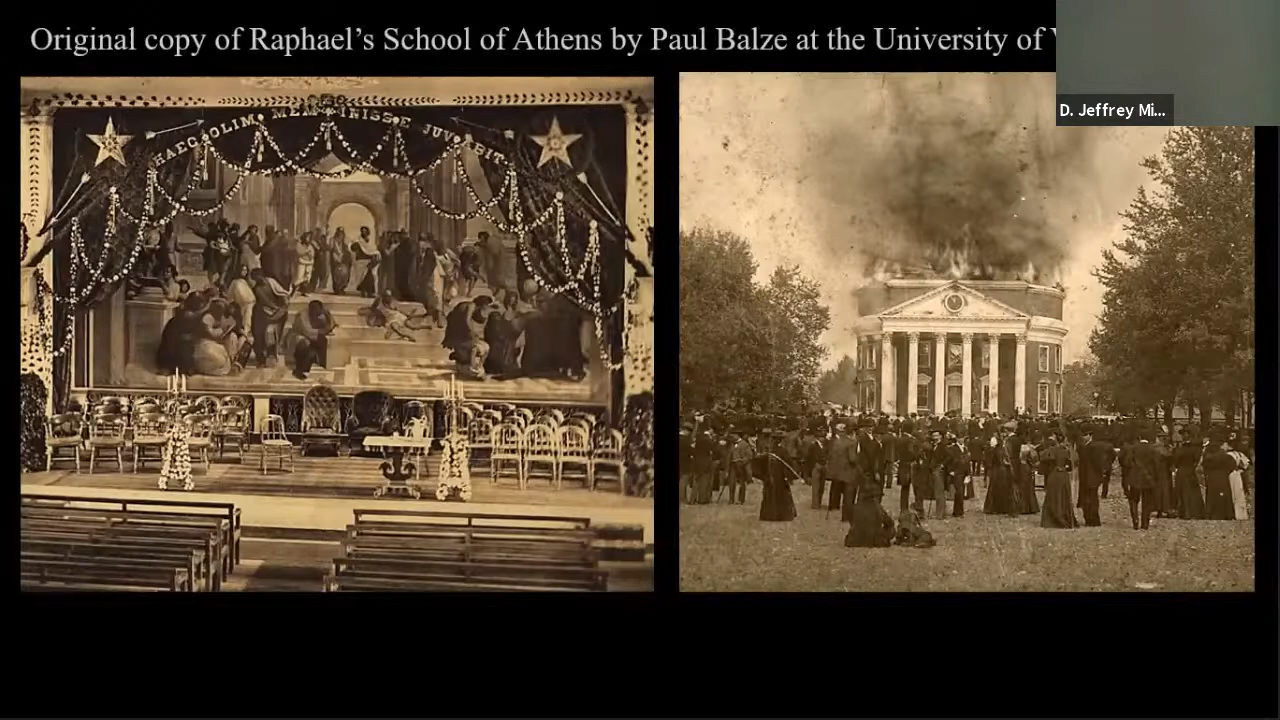 Original copy of Raphael’s School of Athens by Paul Balze at the University of
D. Jeffrey Mi...
HAEC OLIM MEMINISSE JUVABIT